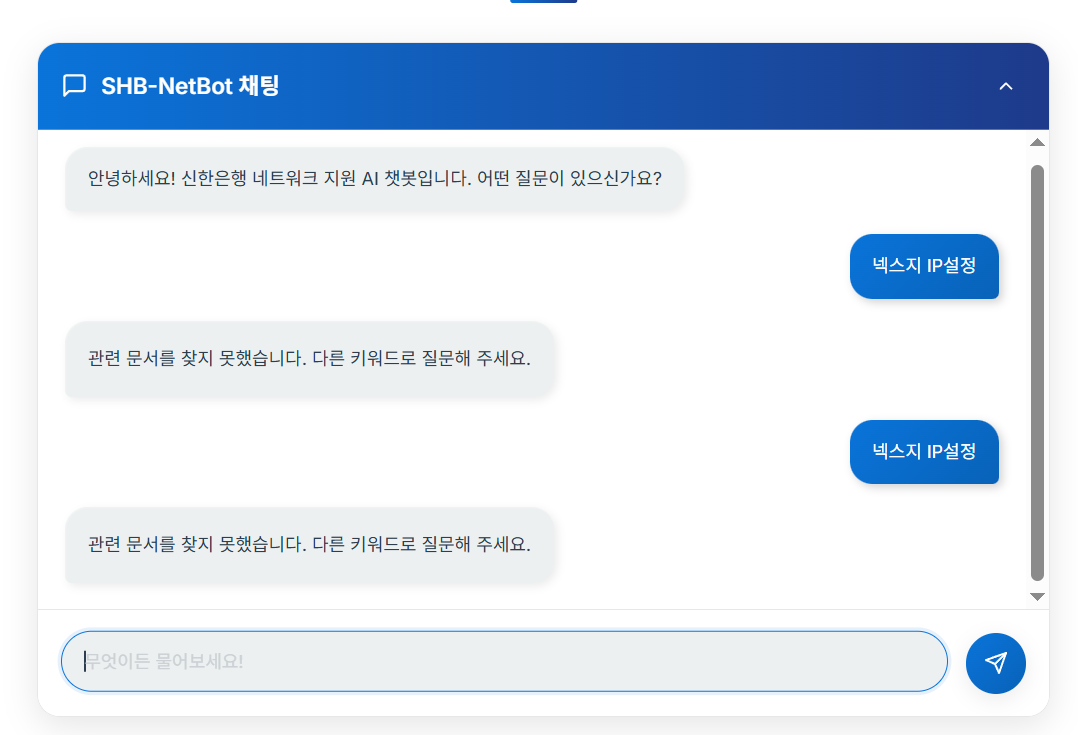 SHB-NetBot 채팅
안녕하세요! 신한은행 네트워크 지원 AI 챗봇입니다. 어떤 질문이 있으신가요?
넥스지 IP설정
관련 문서를 찾지 못했습니다. 다른 키워드로 질문해 주세요.
넥스지 IP설정
관련 문서를 찾지 못했습니다. 다른 키워드로 질문해 주세요.
무엇이든 물어보세요!